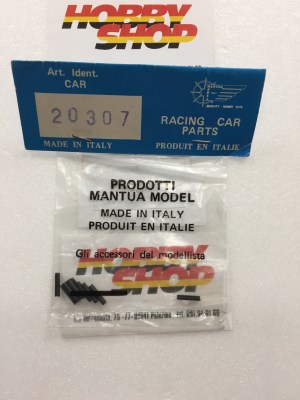 HOBBY
SHOP
Art. Ident.
CAR
20307
MADE IN ITALY
RACING CAR
PARTS
PRODUIT EN ITALIE
PRODOTTI
MANTUA MODEL
MADE IN ITALY
PRODUIT EN ITALIE
Gli accessori del modellista
HOBBY
SHOP